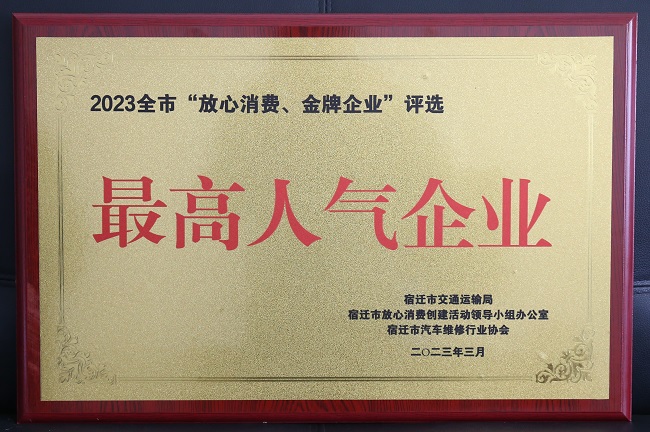 2023全市“放心消费、金牌企业”评选
最高人气企业
宿迁市交通运输局
宿迁市放心消费创建活动领导小组办公室
宿迁市汽车维修行业协会
二〇二三年三月